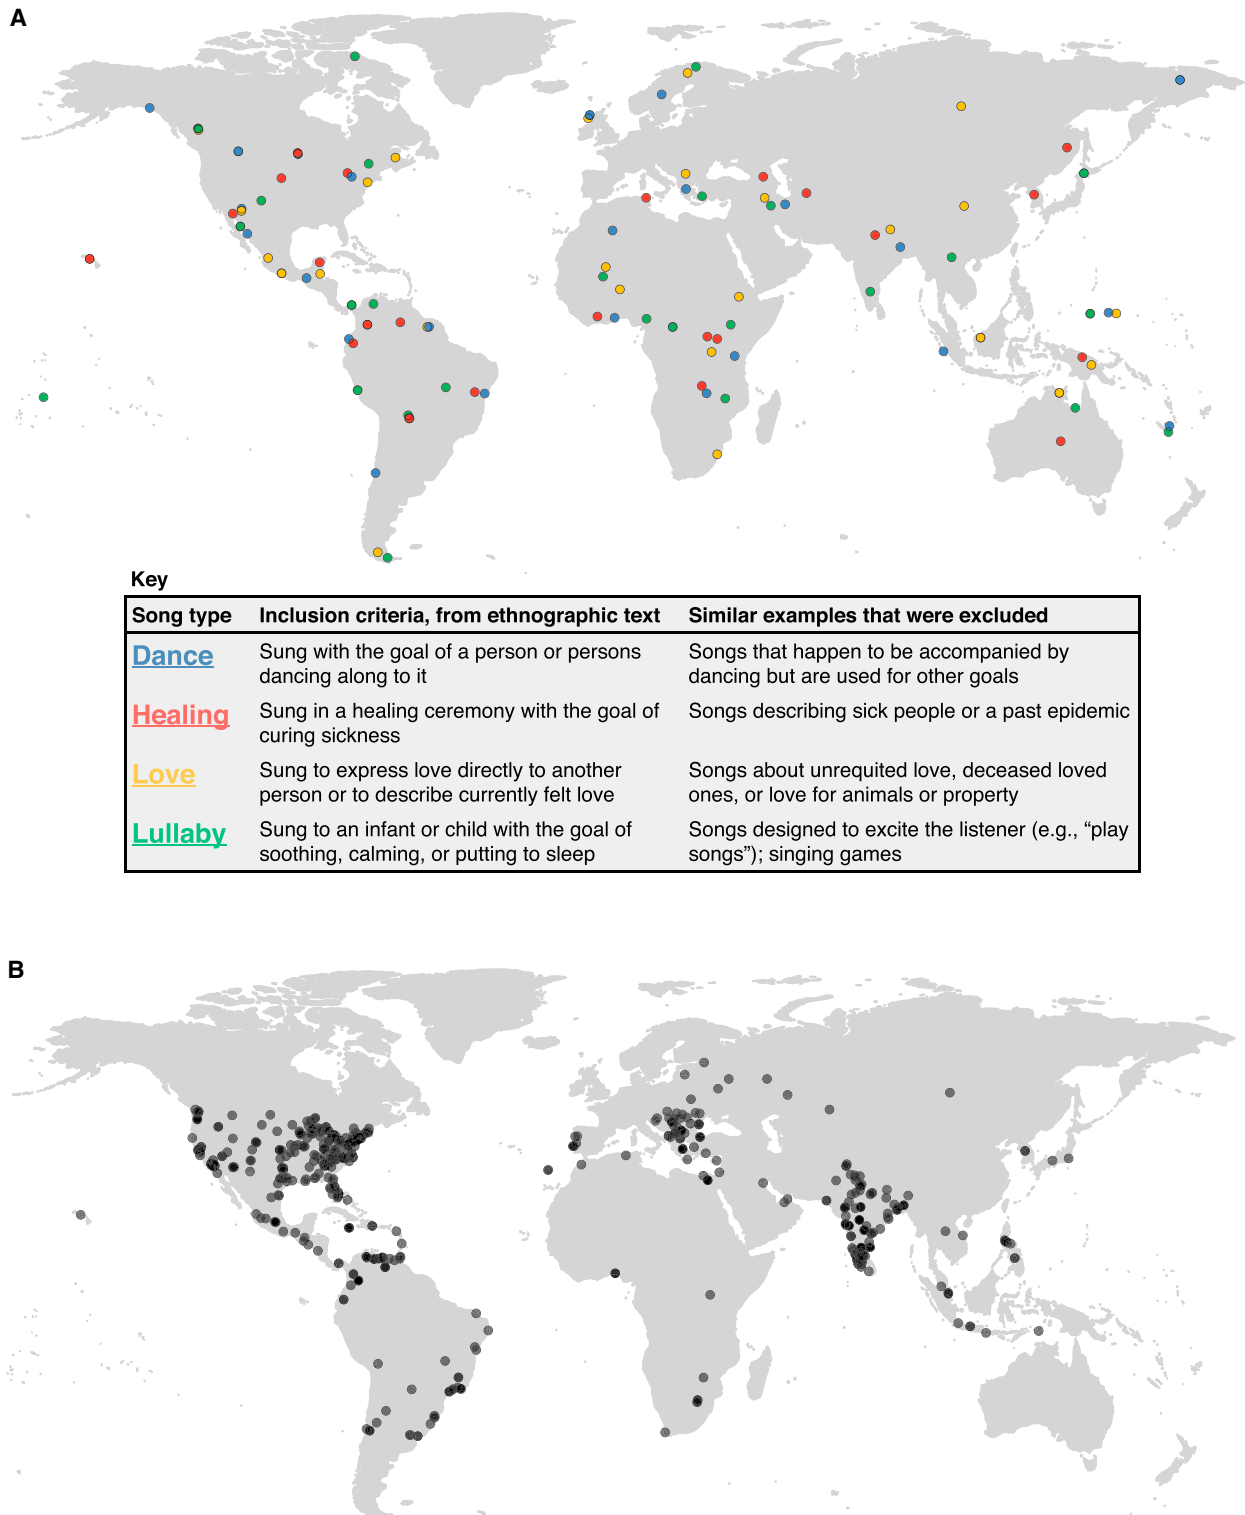 A
Key
Song type Inclusion criteria, from ethnographic text Similar examples that were excluded
Dance Sung with the goal of a person or persons Songs that happen to be accompanied by
dancing along to it dancing but are used for other goals
Healing Sung in a healing ceremony with the goal of Songs describing sick people or a past epidemic
curing sickness
Love Sung to express love directly to another Songs about unrequited love, deceased loved
person or to describe currently felt love ones, or love for animals or property
Lullaby Sung to an infant or child with the goal of Songs designed to excite the listener (e.g., “play
soothing, calming, or putting to sleep songs”); singing games
B